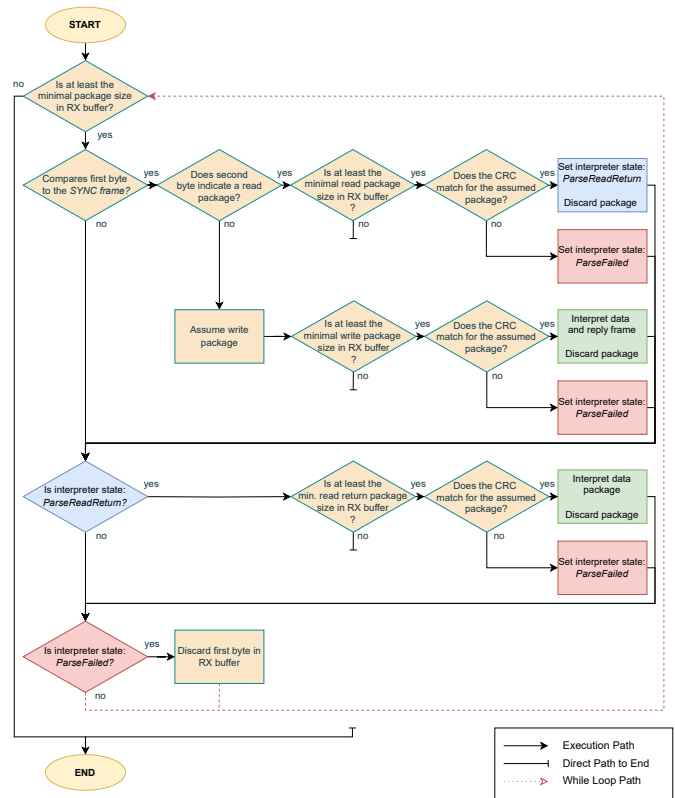 START
no
Is at least the
minimal package size
in RX buffer?
yes
Compares first byte
to the SYNC frame?
yes
no
Does second
byte indicate a read
package?
yes
no
Is at least the
minimal read package
size in RX buffer
?
yes
no
Does the CRC
match for the assumed
package?
yes
no
Set interpreter state:
ParseReadReturn
Discard package
Set interpreter state:
ParseFailed
Assume write
package
Is at least the
minimal write package
size in RX buffer
?
yes
no
Does the CRC
match for the assumed
package?
yes
no
Interpret data
and reply frame
Discard package
Set interpreter state:
ParseFailed
Is interpreter state:
ParseReadReturn?
yes
no
Is at least the
min. read return package
size in RX buffer
?
yes
no
Does the CRC
match for the assumed
package?
yes
no
Interpret data
package
Discard package
Set interpreter state:
ParseFailed
Is interpreter state:
ParseFailed?
yes
no
Discard first byte in
RX buffer
END
Execution Path
Direct Path to End
While Loop Path